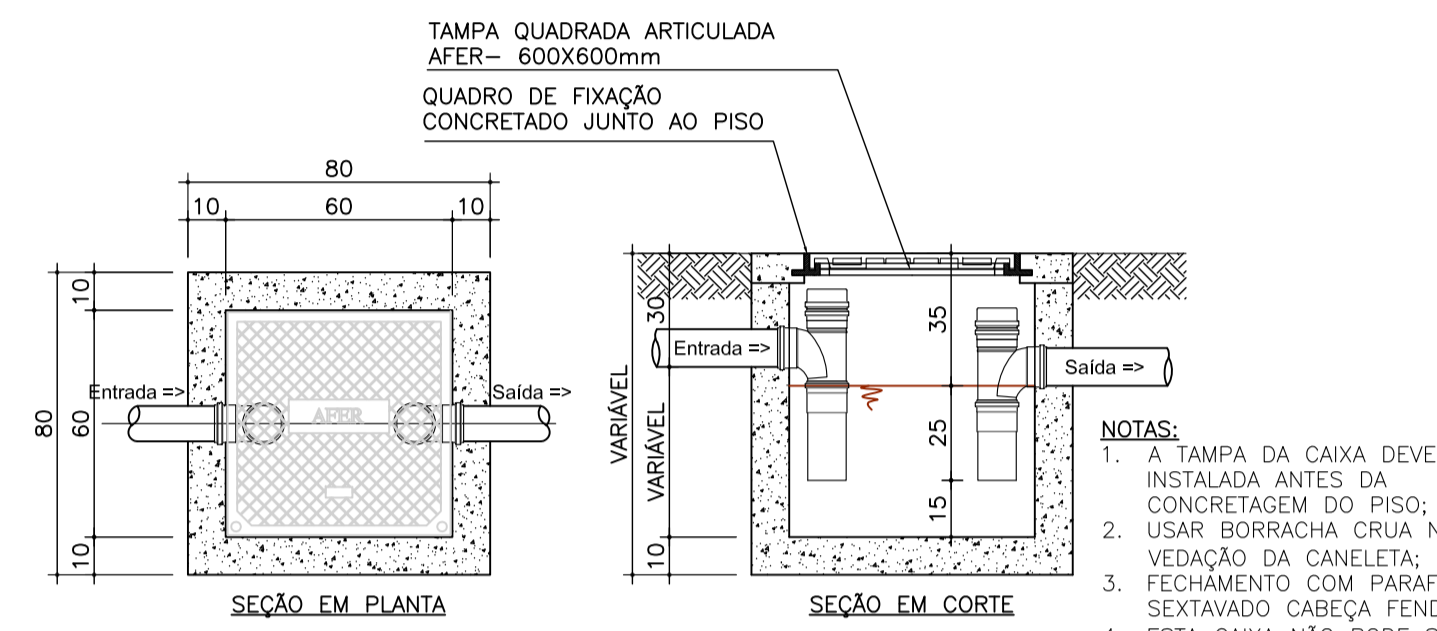 TAMPA QUADRADA ARTICULADA
AFER– 600X600mm
QUADRO DE FIXAÇÃO
CONCRETADO JUNTO AO PISO
80
10 60 10
80
10
60
10
Entrada =>
Saída =>
AFER
SEÇÃO EM PLANTA
VARIÁVEL
30
VARIÁVEL
10
Entrada =>
Saída =>
35
25
15
SEÇÃO EM CORTE
NOTAS:
1. A TAMPA DA CAIXA DEVE
INSTALADA ANTES DA
CONCRETAGEM DO PISO;
2. USAR BORRACHA CRUA
VEDAÇÃO DA CANELETA;
3. FECHAMENTO COM PARAF
SEXTAVADO CABEÇA FEND